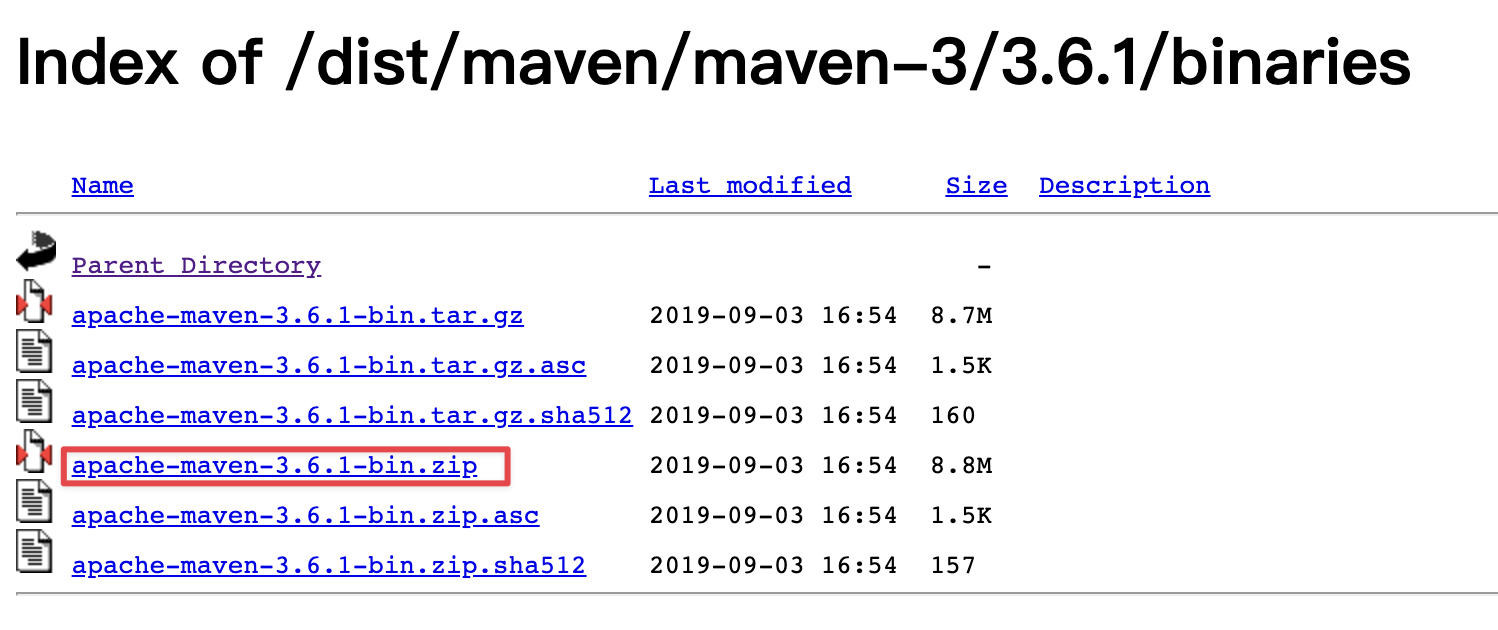 Index of /dist/maven/maven-3/3.6.1/binaries
Name Last modified Size Description
Parent Directory -
apache-maven-3.6.1-bin.tar.gz 2019-09-03 16:54 8.7M
apache-maven-3.6.1-bin.tar.gz.asc 2019-09-03 16:54 1.5K
apache-maven-3.6.1-bin.tar.gz.sha512 2019-09-03 16:54 160
apache-maven-3.6.1-bin.zip 2019-09-03 16:54 8.8M
apache-maven-3.6.1-bin.zip.asc 2019-09-03 16:54 1.5K
apache-maven-3.6.1-bin.zip.sha512 2019-09-03 16:54 157